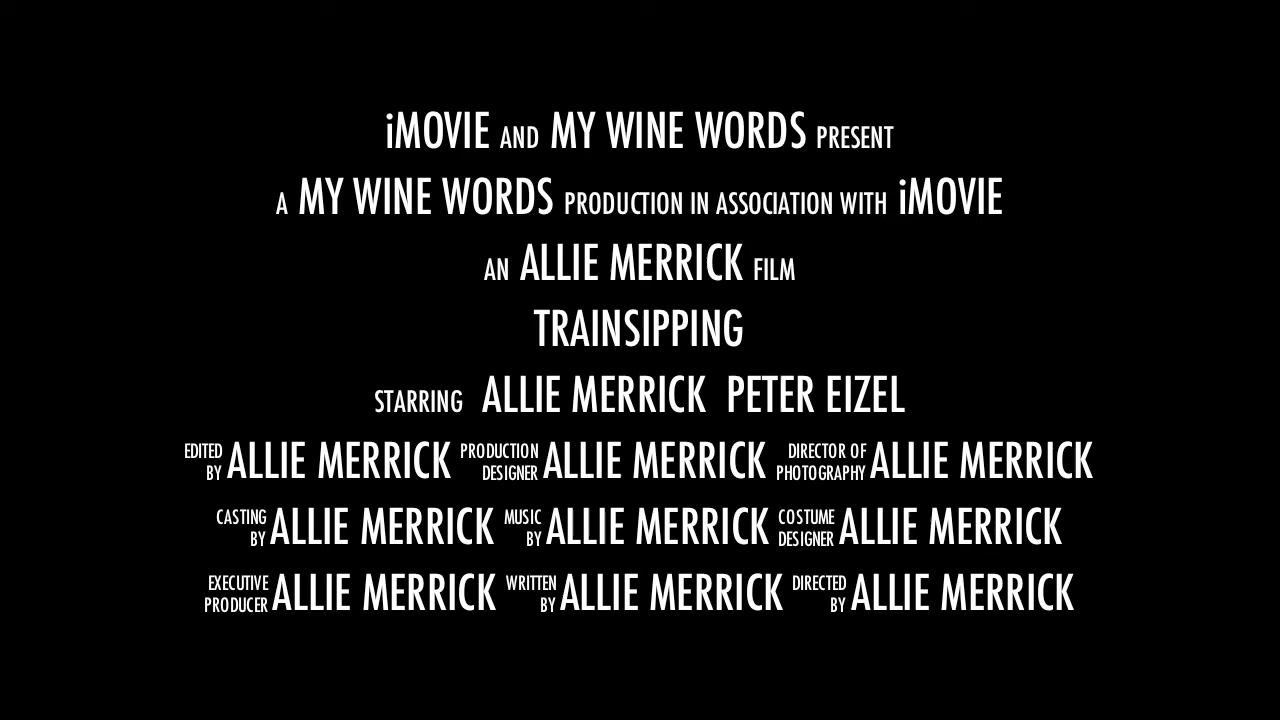 iMOVIE AND MY WINE WORDS PRESENT
A MY WINE WORDS PRODUCTION IN ASSOCIATION WITH iMOVIE
AN ALLIE MERRICK FILM
TRAINSIPPING
STARRING ALLIE MERRICK PETER EIZEL
EDITED BY ALLIE MERRICK PRODUCTION DESIGNER ALLIE MERRICK DIRECTOR OF PHOTOGRAPHY ALLIE MERRICK
CASTING BY ALLIE MERRICK MUSIC BY ALLIE MERRICK COSTUME DESIGNER ALLIE MERRICK
EXECUTIVE PRODUCER ALLIE MERRICK WRITTEN BY ALLIE MERRICK DIRECTED BY ALLIE MERRICK